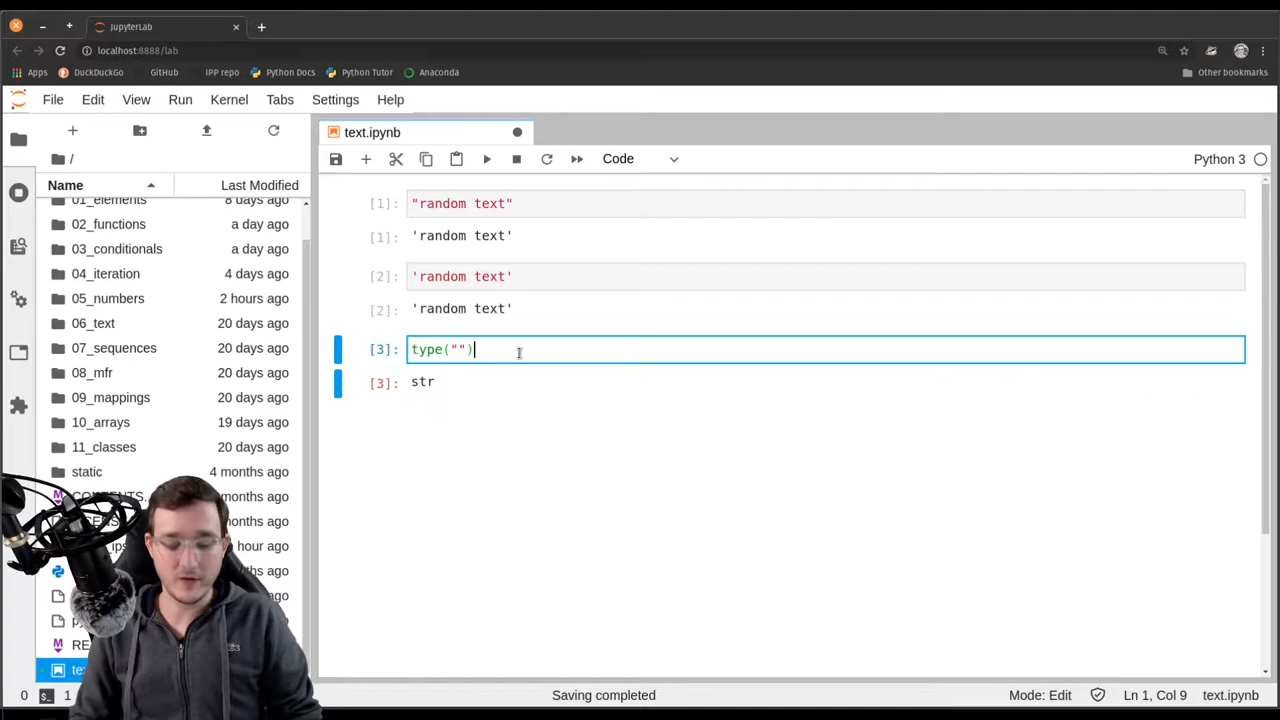 JupyterLab
localhost:8888/lab
Apps DuckDuckGo GitHub IPP repo Python Docs Python Tutor Anaconda Other bookmarks
File Edit View Run Kernel Tabs Settings Help
text.ipynb
/
Code Python 3
Name Last Modified
01_elements 8 days ago
02_functions a day ago
03_conditionals a day ago
04_iteration 4 days ago
05_numbers 2 hours ago
06_text 20 days ago
07_sequences 20 days ago
08_mfr 20 days ago
09_mappings 20 days ago
10_arrays 19 days ago
11_classes 20 days ago
static 4 months ago
[1]: "random text"
[1]: 'random text'
[2]: 'random text'
[2]: 'random text'
[3]: type("")
[3]: str
0 1 Saving completed Mode: Edit Ln 1, Col 9 text.ipynb